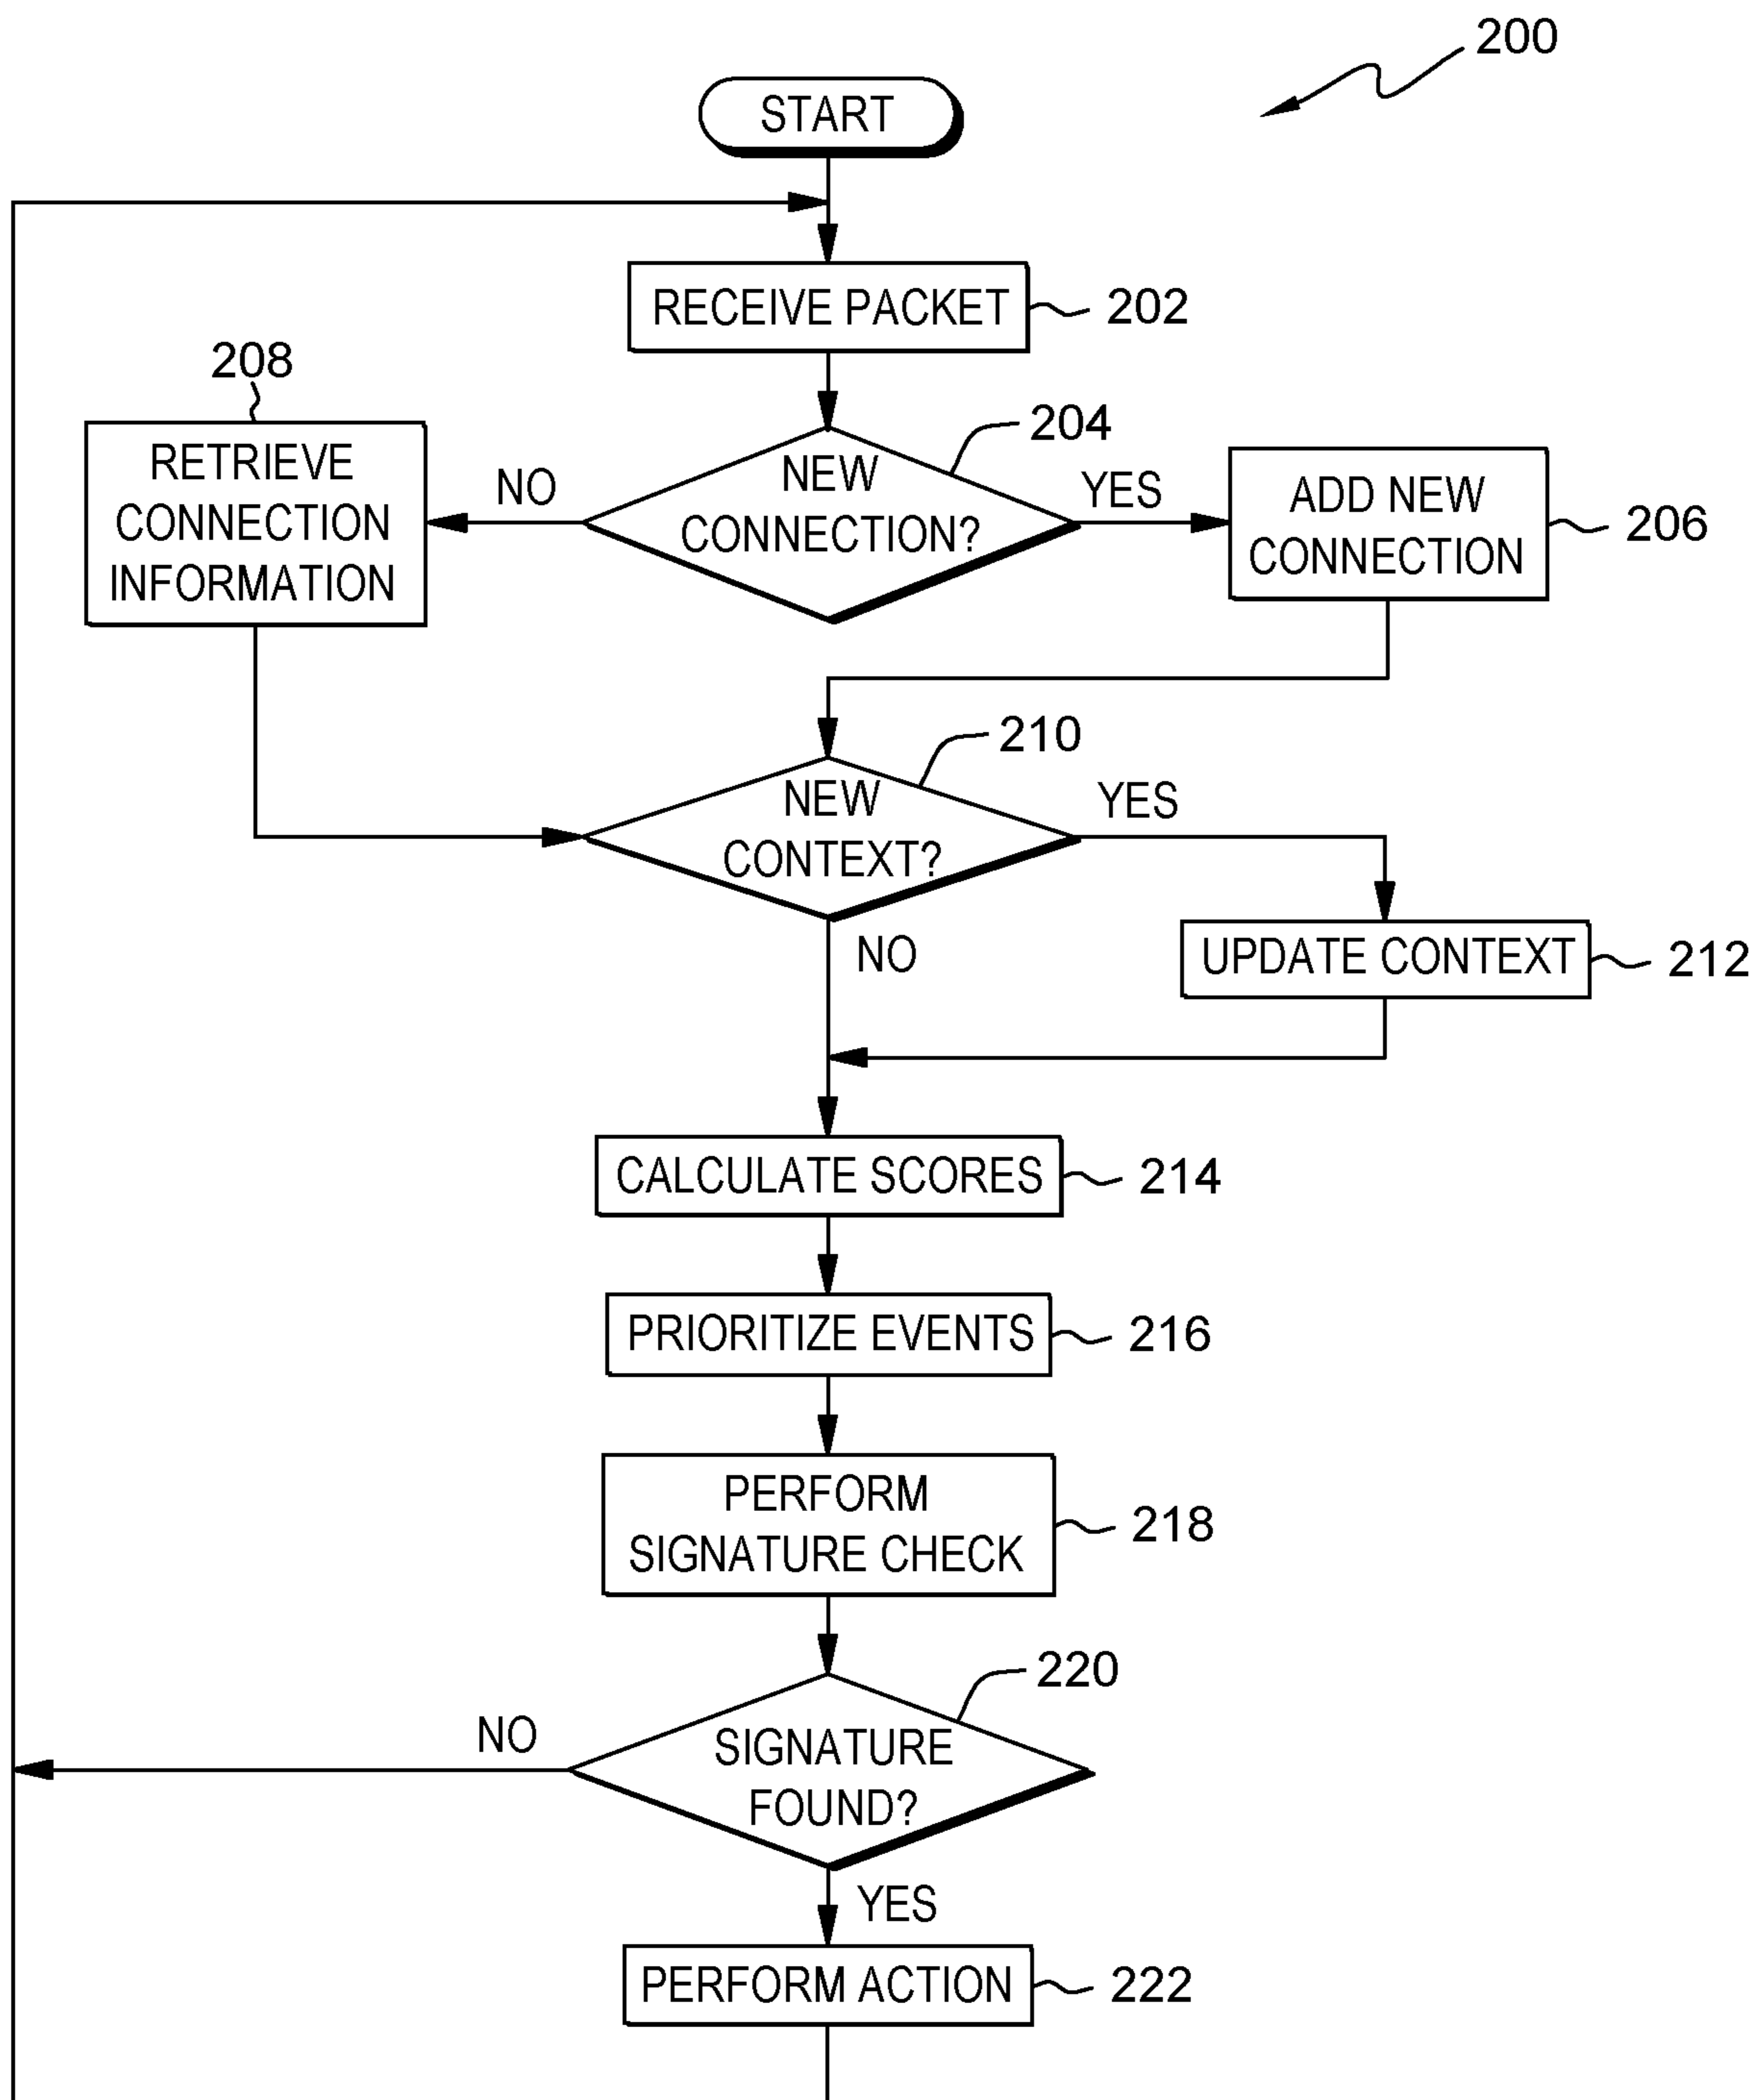 200
START
RECEIVE PACKET
202
208
RETRIEVE
CONNECTION
INFORMATION
NO
204
NEW
CONNECTION?
YES
ADD NEW
CONNECTION
206
210
NEW
CONTEXT?
YES
NO
UPDATE CONTEXT
212
CALCULATE SCORES
214
PRIORITIZE EVENTS
216
PERFORM
SIGNATURE CHECK
218
220
NO
SIGNATURE
FOUND?
YES
PERFORM ACTION
222